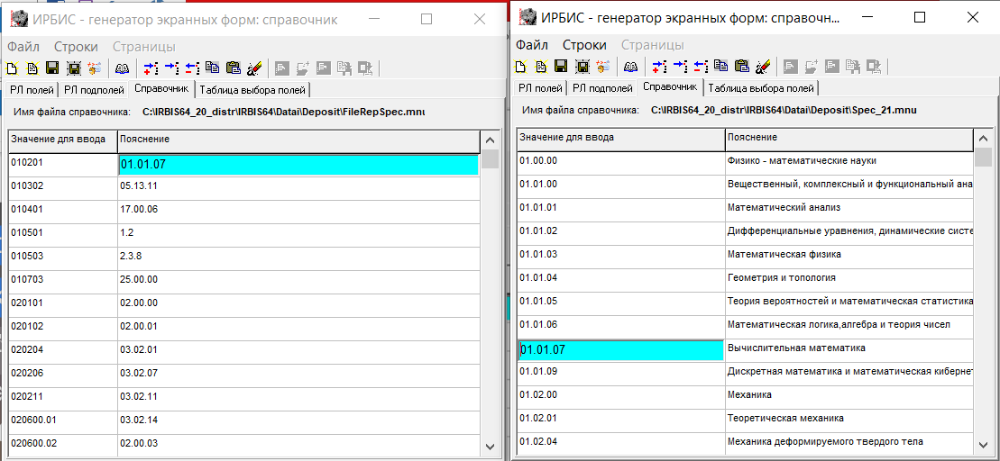 ИРБИС - генератор экранных форм: справочник
Файл Строки Страницы
РЛ полей РЛ подполей Справочник Таблица выбора полей
Имя файла справочника: C:\IRBIS64_20_distr\IRBIS64\Datai\Deposit\FileRepSpec.mnu
Значение для ввода Пояснение
010201 01.01.07
010302 05.13.11
010401 17.00.06
010501 1.2
010503 2.3.8
010703 25.00.00
020101 02.00.00
020102 02.00.01
020204 03.02.01
020206 03.02.07
020211 03.02.11
020600.01 03.02.14
020600.02 02.00.03
ИРБИС - генератор экранных форм: справочн...
Файл Строки Страницы
РЛ полей РЛ подполей Справочник Таблица выбора полей
Имя файла справочника: C:\IRBIS64_20_distr\IRBIS64\Datai\Deposit\Spec_21.mnu
Значение для ввода Пояснение
01.00.00 Физико - математические науки
01.01.00 Вещественный, комплексный и функциональный ана
01.01.01 Математический анализ
01.01.02 Дифференциальные уравнения, динамические систе
01.01.03 Математическая физика
01.01.04 Геометрия и топология
01.01.05 Теория вероятностей и математическая статистика
01.01.06 Математическая логика,алгебра и теория чисел
01.01.07 Вычислительная математика
01.01.09 Дискретная математика и математическая кибернет
01.02.00 Механика
01.02.01 Теоретическая механика
01.02.04 Механика деформируемого твердого тела